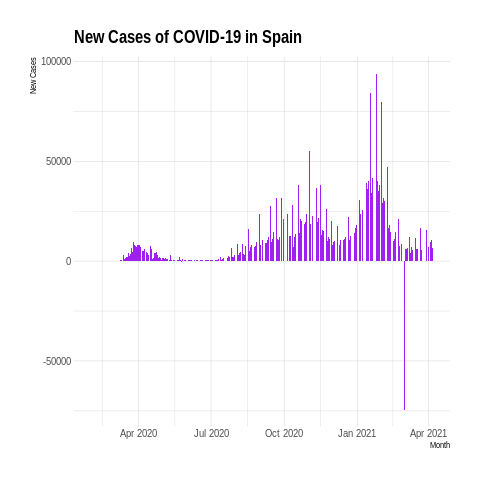 New Cases of COVID-19 in Spain
New Cases
100000
50000
0
-50000
Apr 2020 Jul 2020 Oct 2020 Jan 2021 Apr 2021
Month